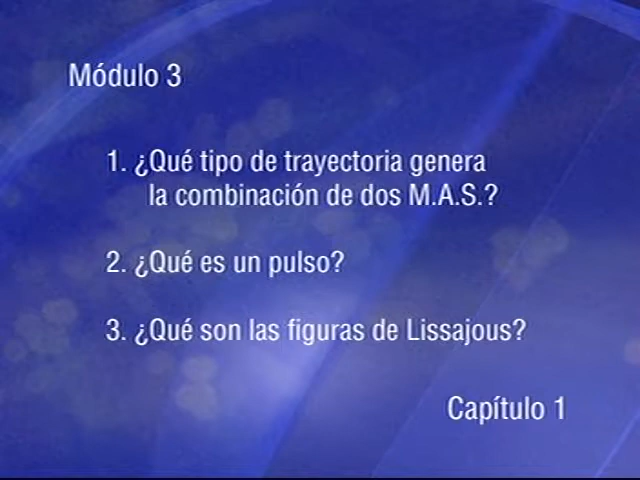 Módulo 3
1. ¿Qué tipo de trayectoria genera
la combinación de dos M.A.S.?
2. ¿Qué es un pulso?
3. ¿Qué son las figuras de Lissajous?
Capítulo 1